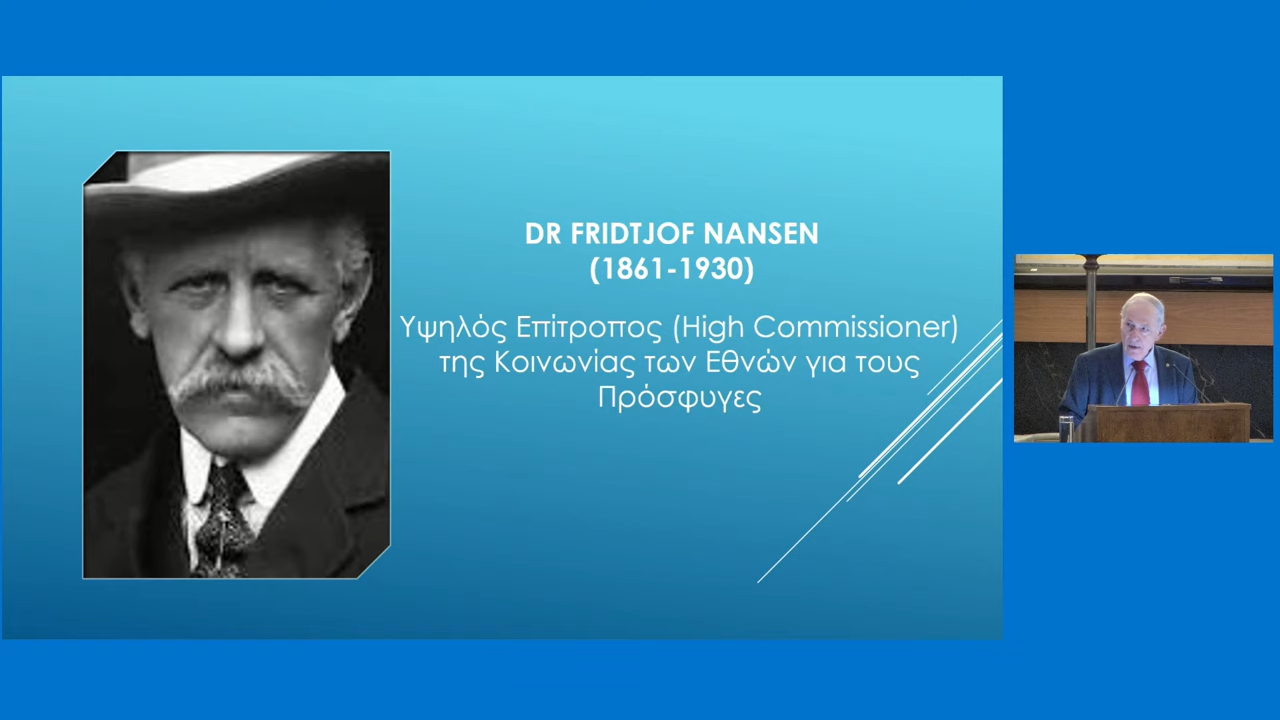 DR FRIDTJOF NANSEN
(1861-1930)
Υψηλός Επίτροπος (High Commissioner)
της Κοινωνίας των Εθνών για τους
Πρόσφυγες